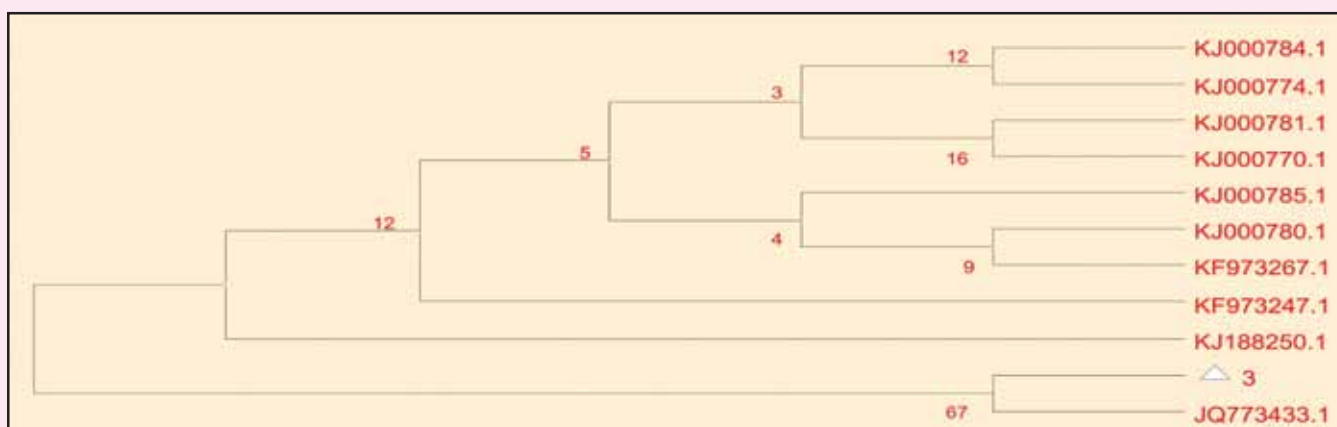 KJ000784.1
12
KJ000774.1
3
KJ000781.1
16
KJ000770.1
5
KJ000785.1
12
KJ000780.1
4
9
KF973267.1
KF973247.1
KJ188250.1
3
67
JQ773433.1